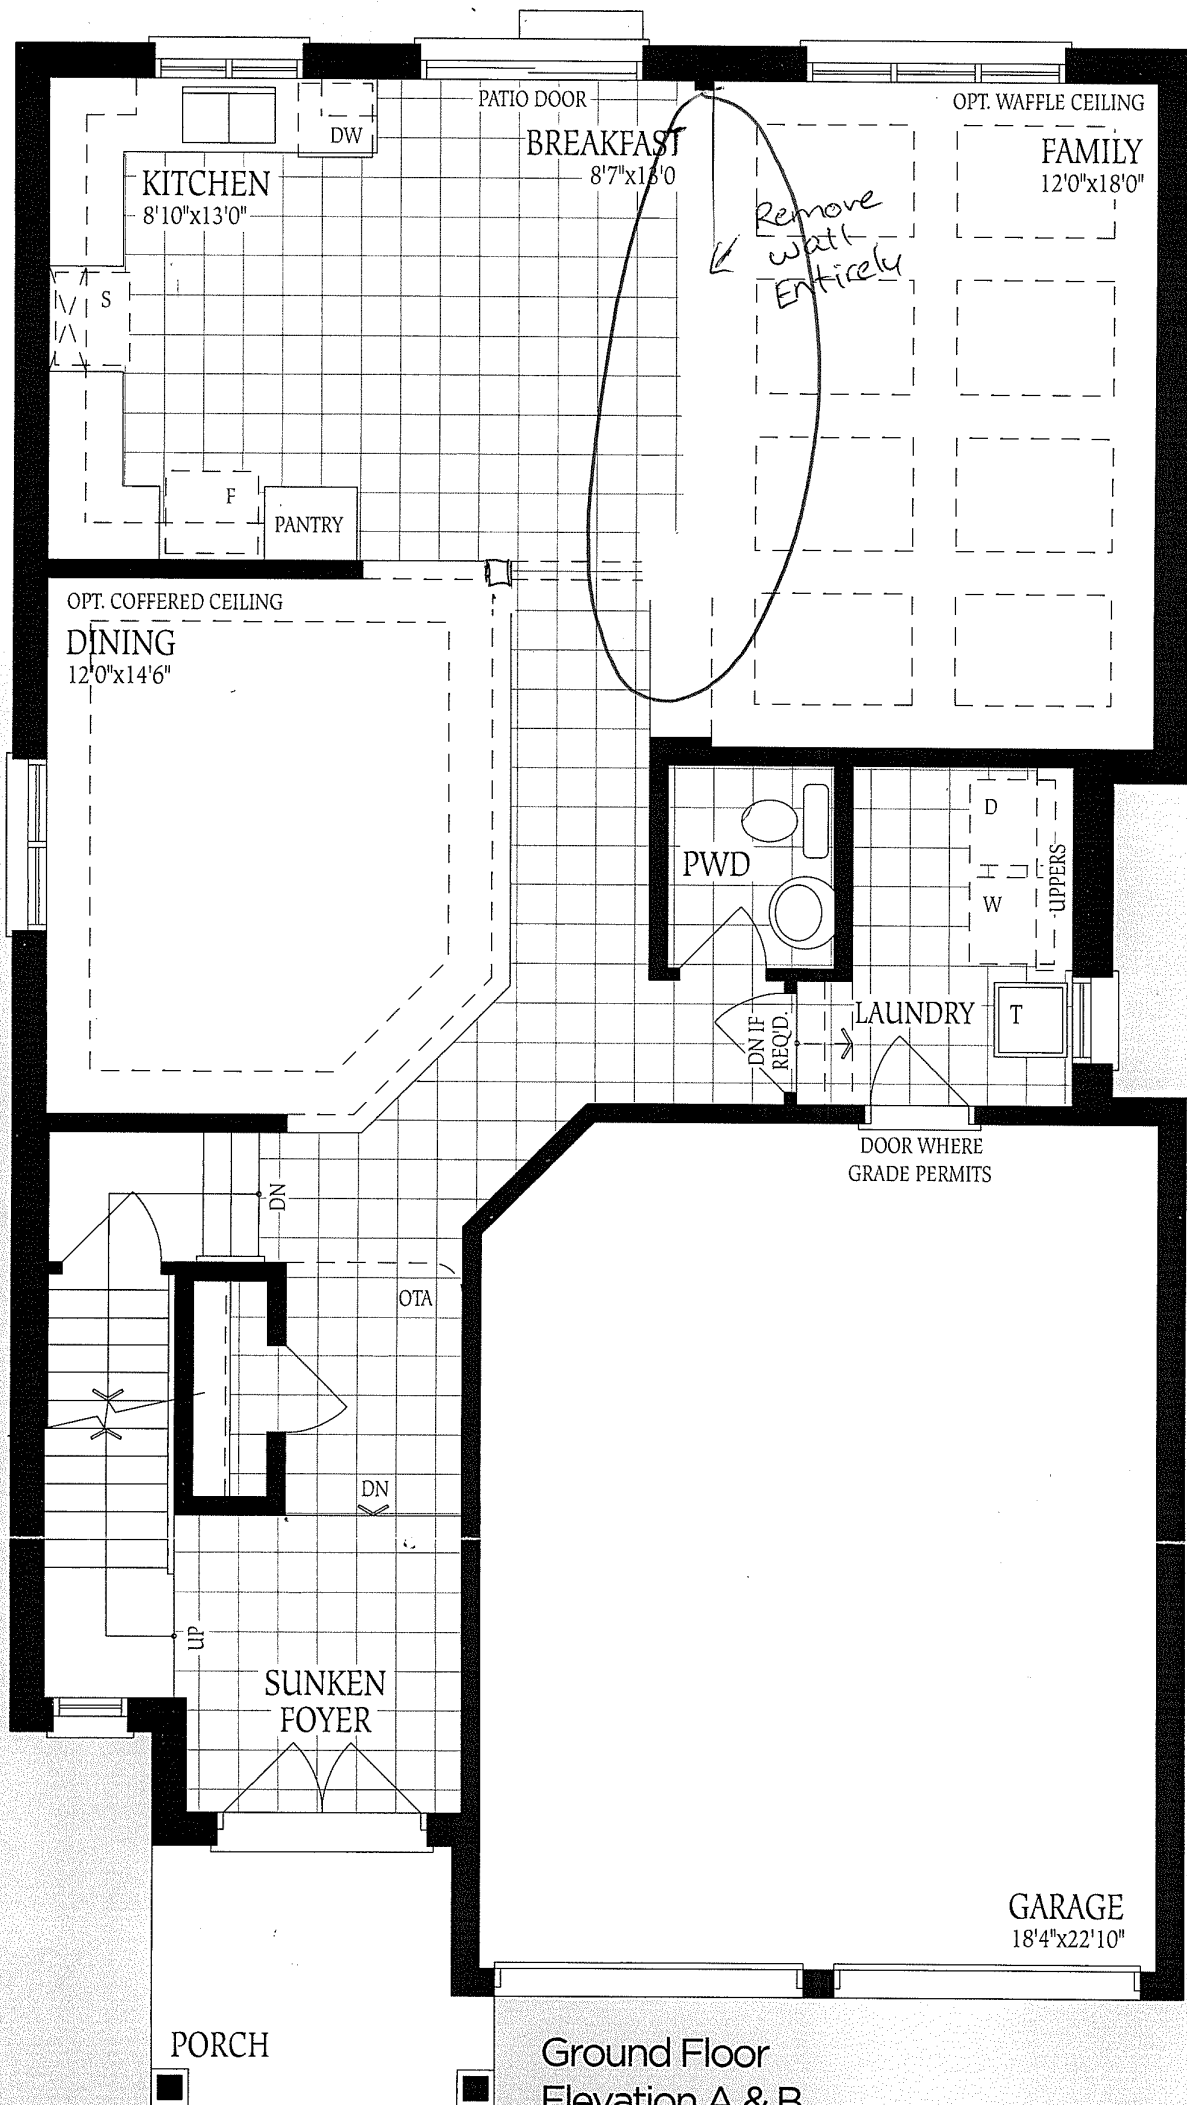 PATIO DOOR
OPT. WAFFLE CEILING
DW
BREAKFAST
8'7"x13'0
FAMILY
12'0"x18'0"
KITCHEN
8'10"x13'0"
Remove
wall
Entirely
S
F
PANTRY
OPT. COFFERED CEILING
DINING
12'0"x14'6"
D
UPPERS
PWD
W
LAUNDRY
T
DN IF
REQ'D.
DOOR WHERE
GRADE PERMITS
DN
OTA
DN
UP
SUNKEN
FOYER
GARAGE
18'4"x22'10"
PORCH
Ground Floor
Elevation A & B